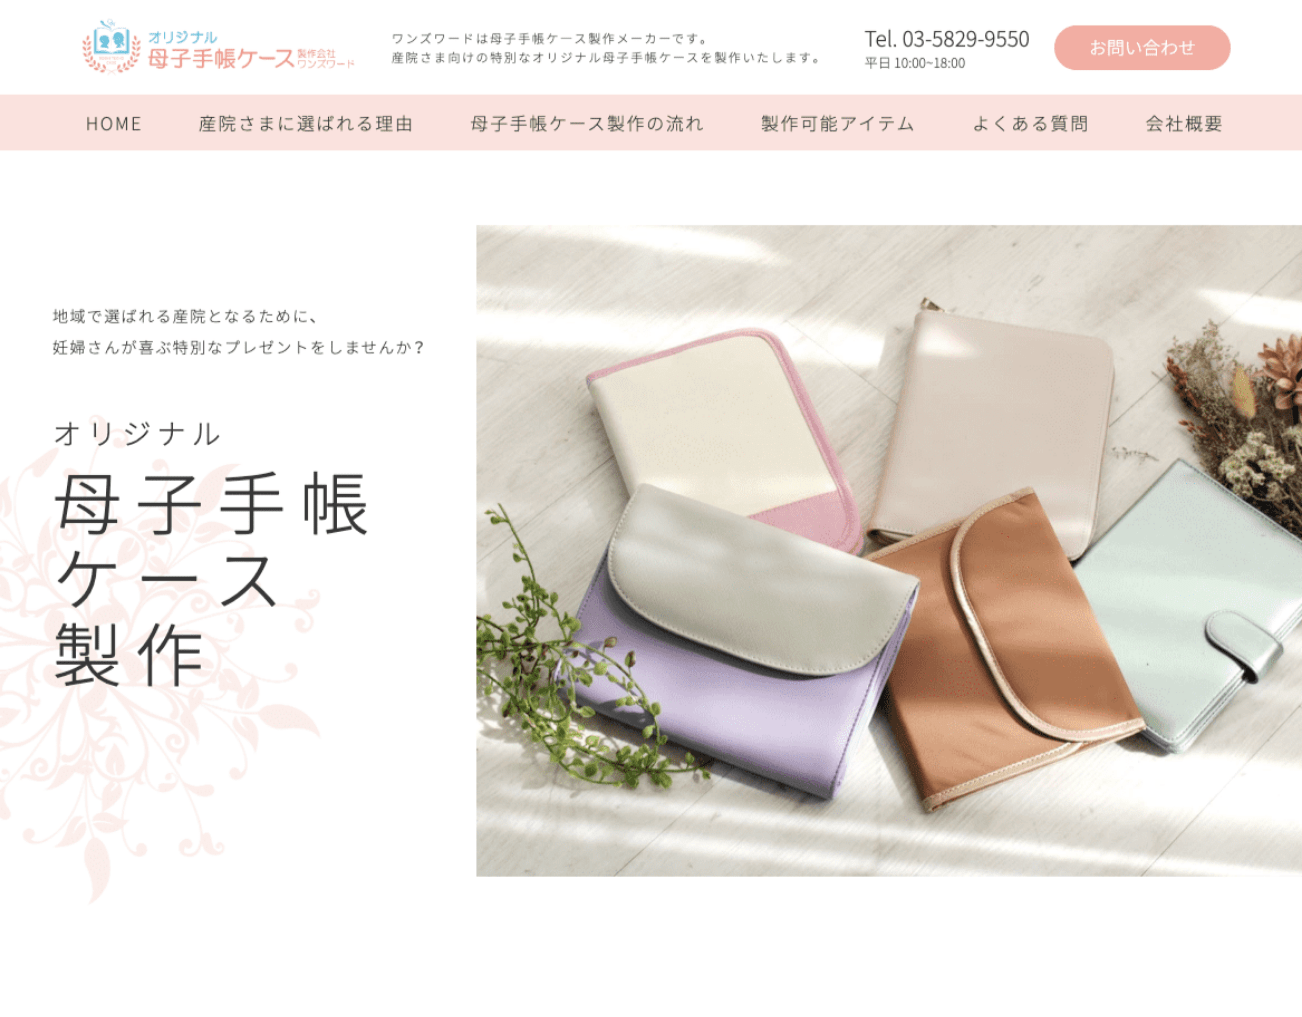 オリジナル
母子手帳ケース製作会社
ワンズワード
ワンズワードは母子手帳ケース製作メーカーです。
産院さま向けの特別なオリジナル母子手帳ケースを製作いたします。
Tel. 03-5829-9550
平日 10:00~18:00
お問い合わせ
HOME
産院さまに選ばれる理由
母子手帳ケース製作の流れ
製作可能アイテム
よくある質問
会社概要
地域で選ばれる産院となるために、
妊婦さんが喜ぶ特別なプレゼントをしませんか？
オリジナル
母子手帳
ケース
製作